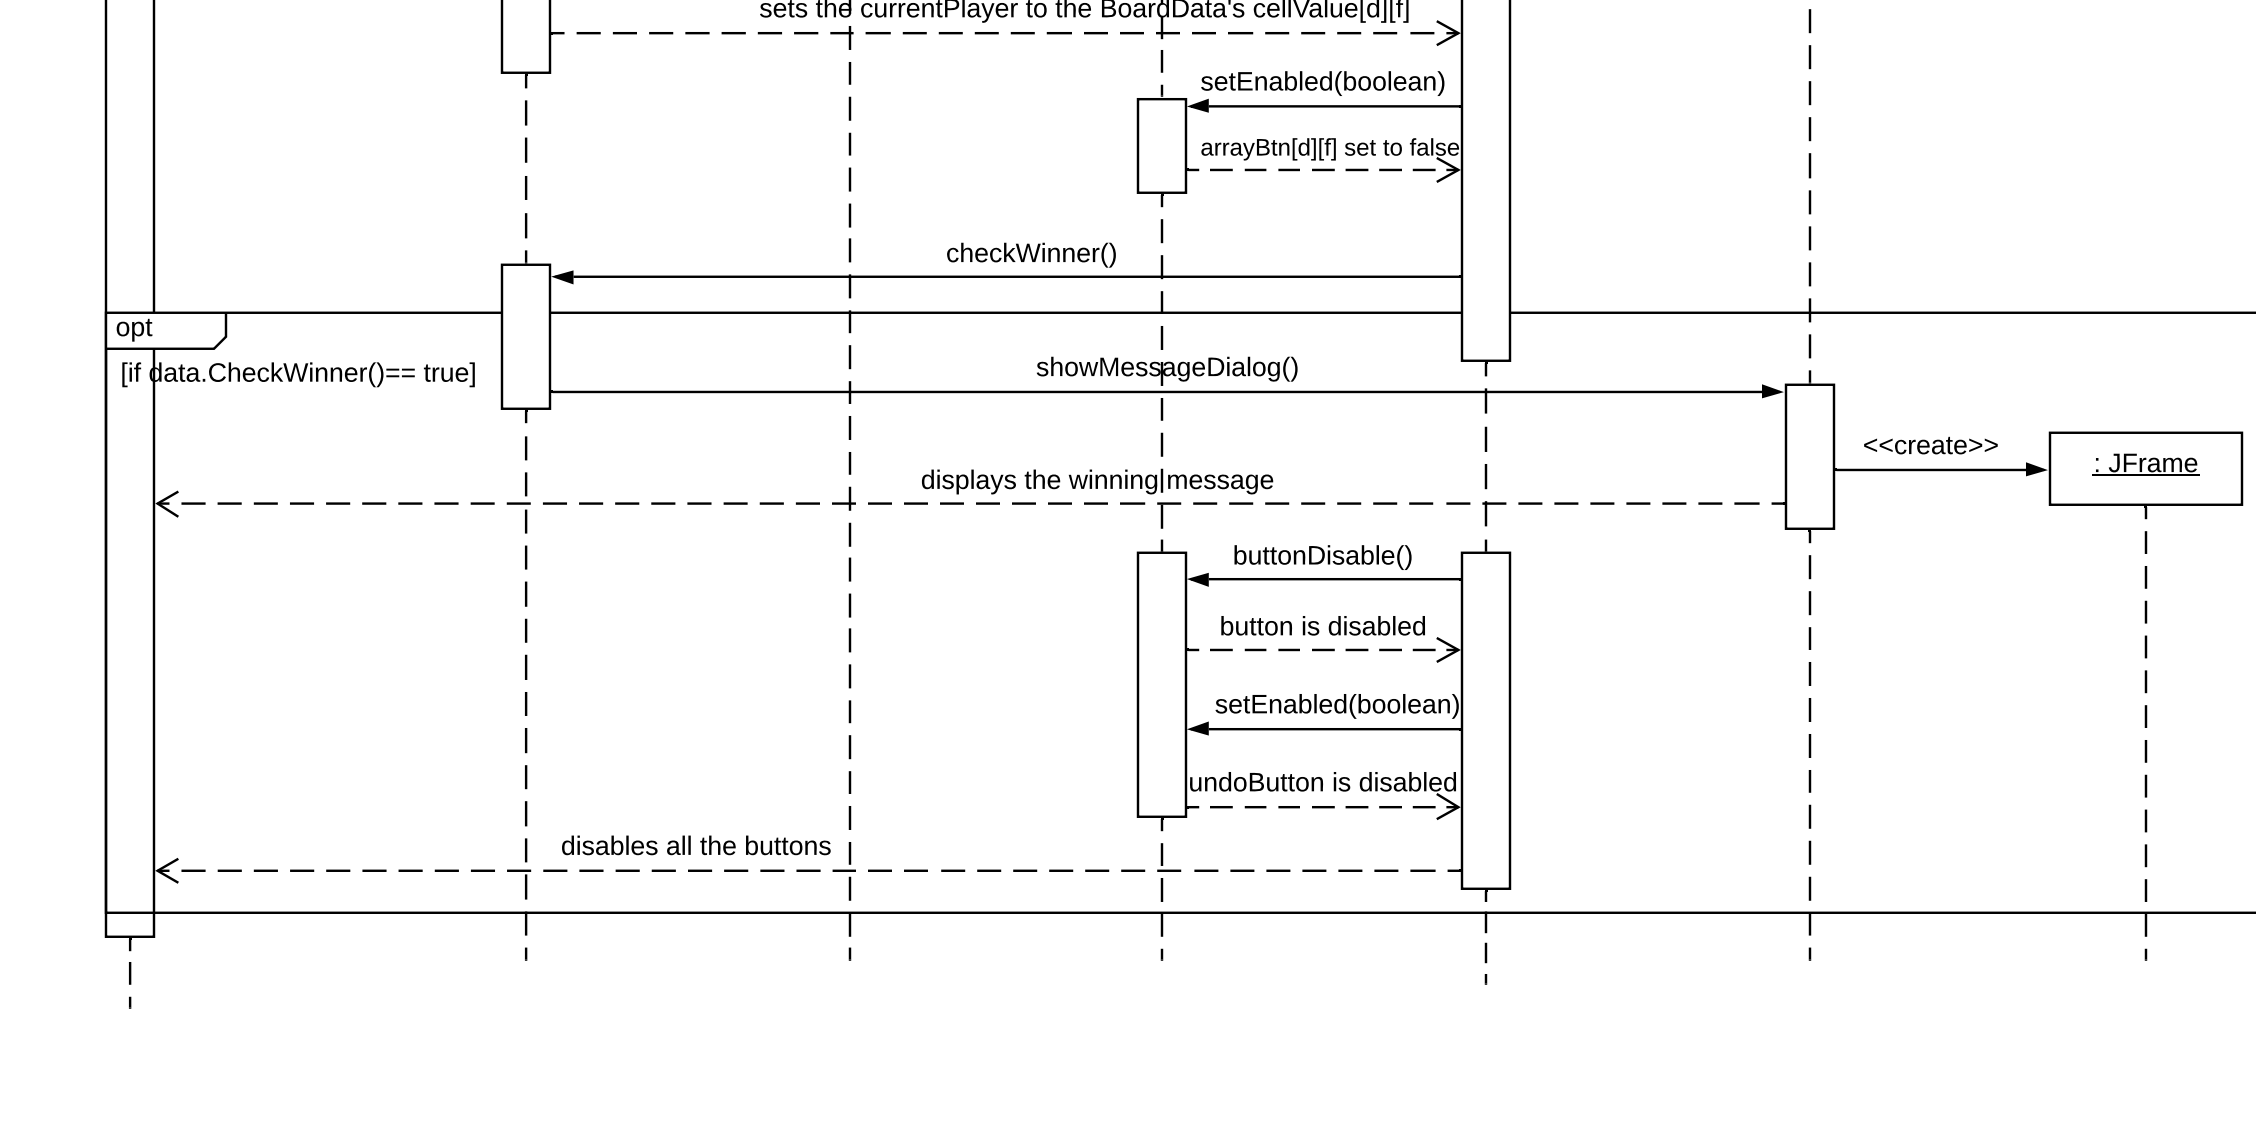 sets the currentPlayer to the BoardData's cellValue[d][f]
setEnabled(boolean)
arrayBtn[d][f] set to false
checkWinner()
opt
[if data.CheckWinner()== true]
showMessageDialog()
<<create>>
: JFrame
displays the winning message
buttonDisable()
button is disabled
setEnabled(boolean)
undoButton is disabled
disables all the buttons